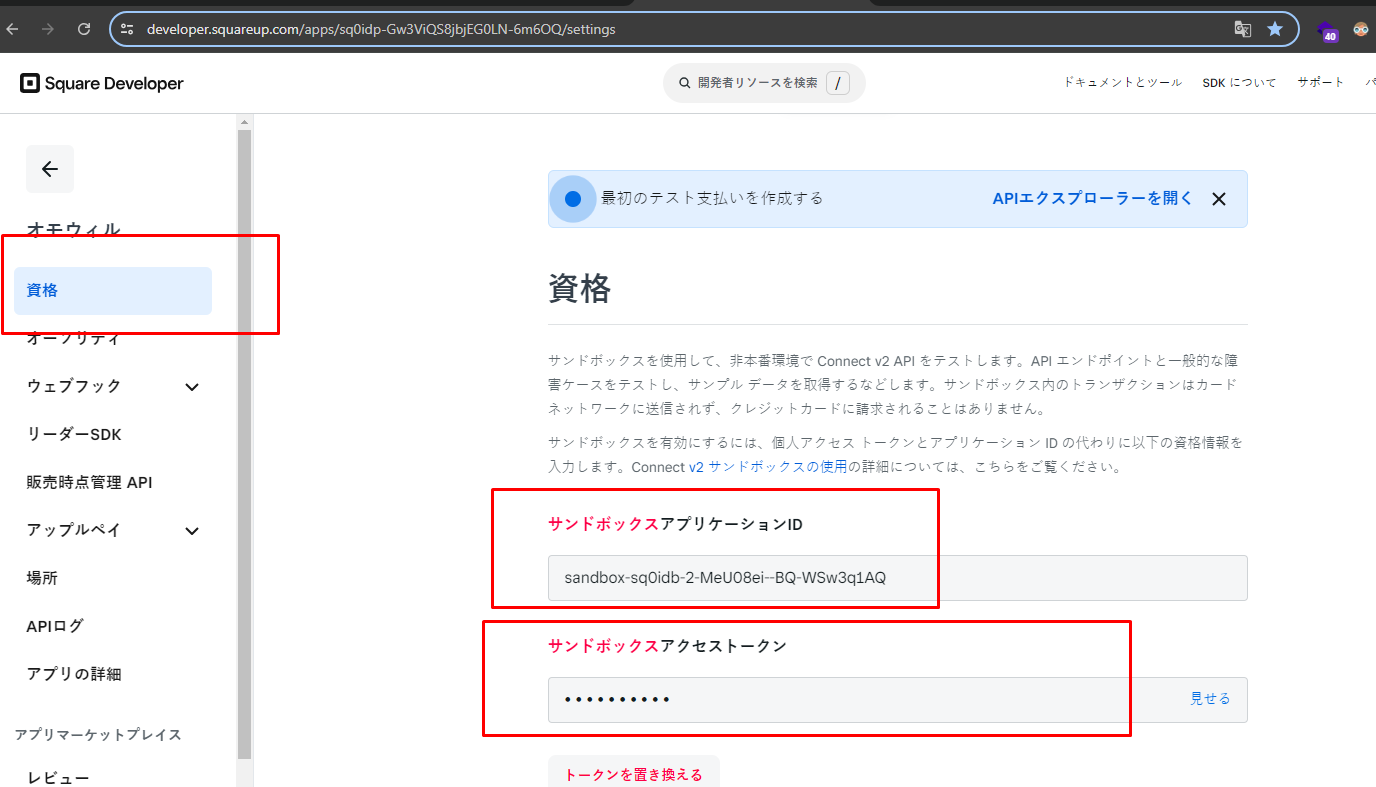 developer.squareup.com/apps/sq0idp-Gw3ViQS8jbjEG0LN-6m6OQ/settings
40
Square Developer
開発者リソースを検索 /
ドキュメントとツール SDK について サポート パ
オモウィル
資格
オーソリティ
ウェブフック
リーダーSDK
販売時点管理 API
アップルペイ
場所
APIログ
アプリの詳細
アプリマーケットプレイス
レビュー
最初のテスト支払いを作成する APIエクスプローラーを開く
資格
サンドボックスを使用して、非本番環境で Connect v2 API をテストします。API エンドポイントと一般的な障
害ケースをテストし、サンプル データを取得するなどします。サンドボックス内のトランザクションはカード
ネットワークに送信されず、クレジットカードに請求されることはありません。
サンドボックスを有効にするには、個人アクセス トークンとアプリケーション ID の代わりに以下の資格情報を
入力します。Connect v2 サンドボックスの使用の詳細については、こちらをご覧ください。
サンドボックスアプリケーションID
sandbox-sq0idb-2-MeU08ei--BQ-WSw3q1AQ
サンドボックスアクセストークン
•••••••••• 見せる
トークンを置き換える